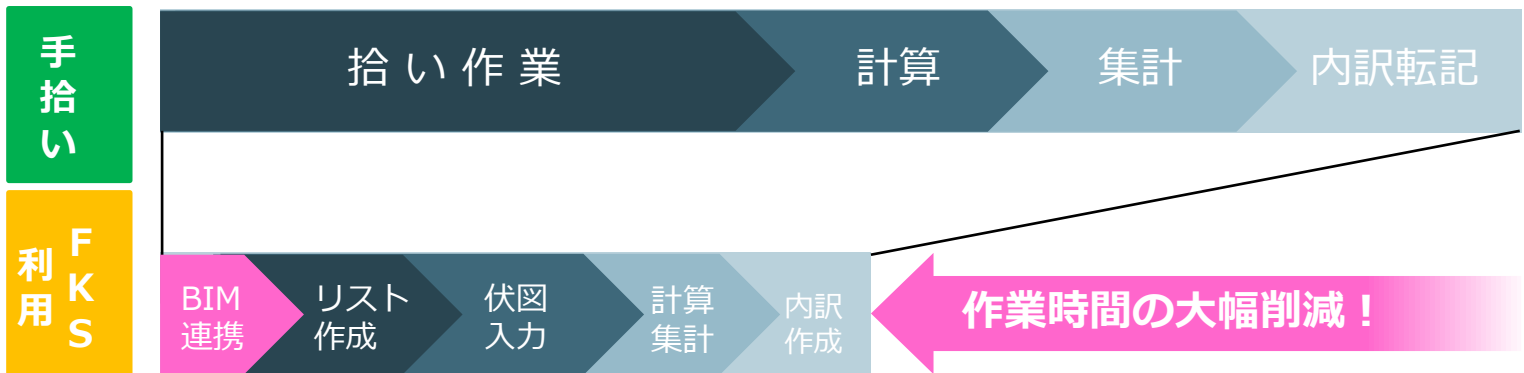 手拾い
拾い作業
計算
集計
内訳転記
FKS
利用
BIM
連携
リスト
作成
伏図
入力
計算
集計
内訳
作成
作業時間の大幅削減！